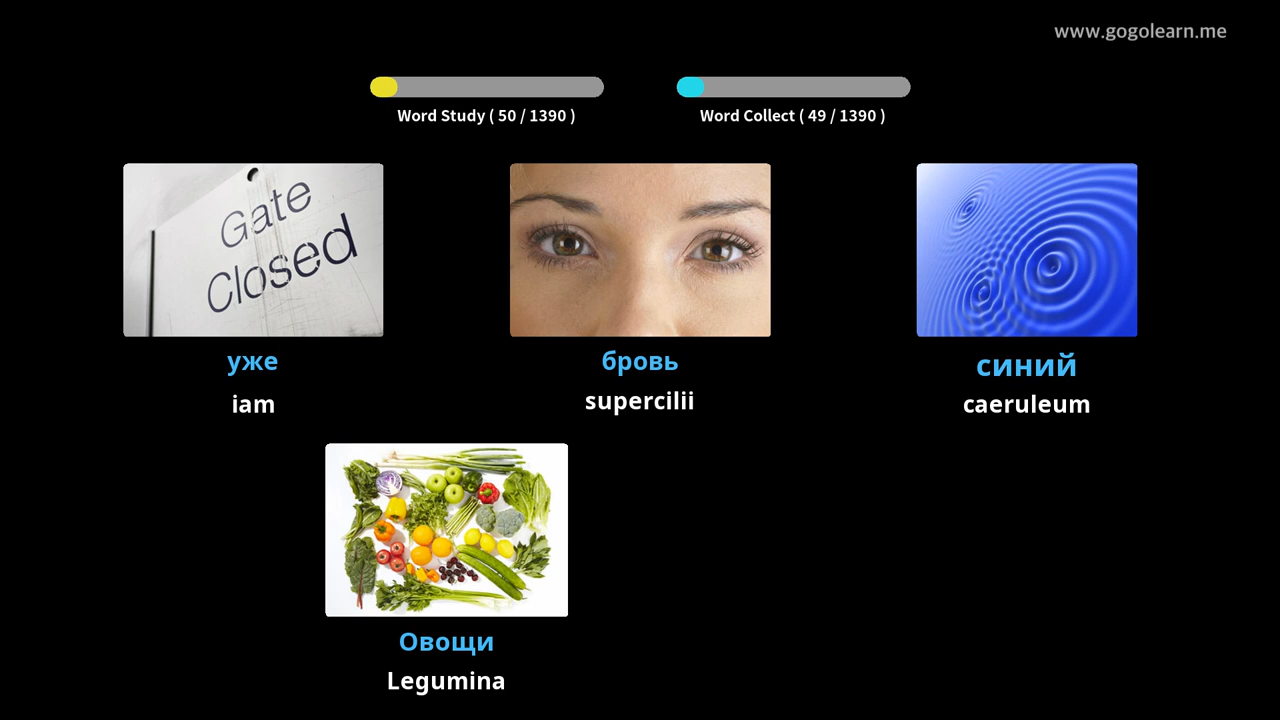 www.gogolearn.me
Word Study ( 50 / 1390 )
Word Collect ( 49 / 1390 )
Gate
Closed
уже
iam
бровь
supercilii
синий
caeruleum
Овощи
Legumina